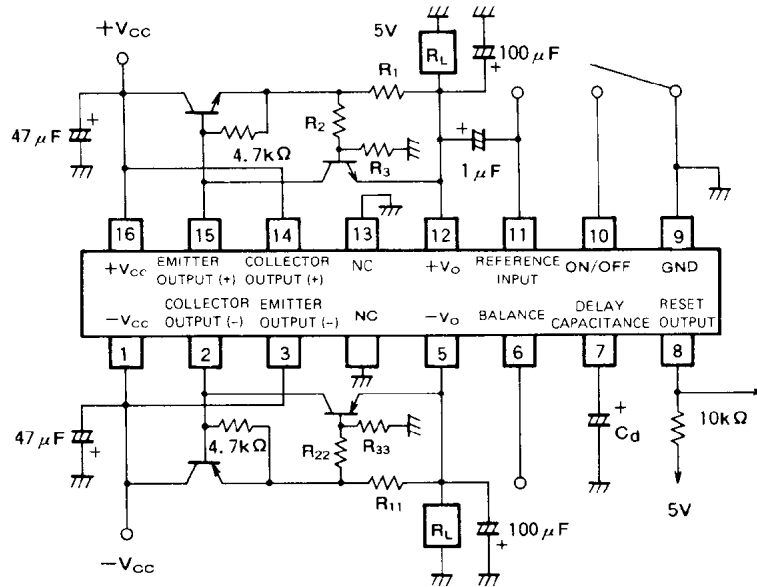 +VCC
5V
RL
100μF
+
R1
47μF
+
R2
4.7kΩ
R3
+
1μF
16 15 14 13 12 11 10 9
+VCC EMITTER OUTPUT (+) COLLECTOR OUTPUT (+) NC +VO REFERENCE INPUT ON/OFF GND
-VCC COLLECTOR OUTPUT (-) EMITTER OUTPUT (-) NC -VO BALANCE DELAY CAPACITANCE RESET OUTPUT
1 2 3 5 6 7 8
47μF
+
4.7kΩ
R22
R33
R11
+
Cd
10kΩ
RL
100μF
+
5V
-VCC